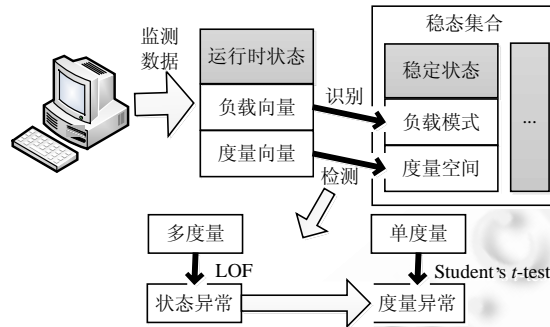 监测
数据
运行时状态
负载向量
度量向量
识别
检测
稳态集合
稳定状态
负载模式
度量空间
...
多度量
LOF
状态异常
单度量
Student's t-test
度量异常